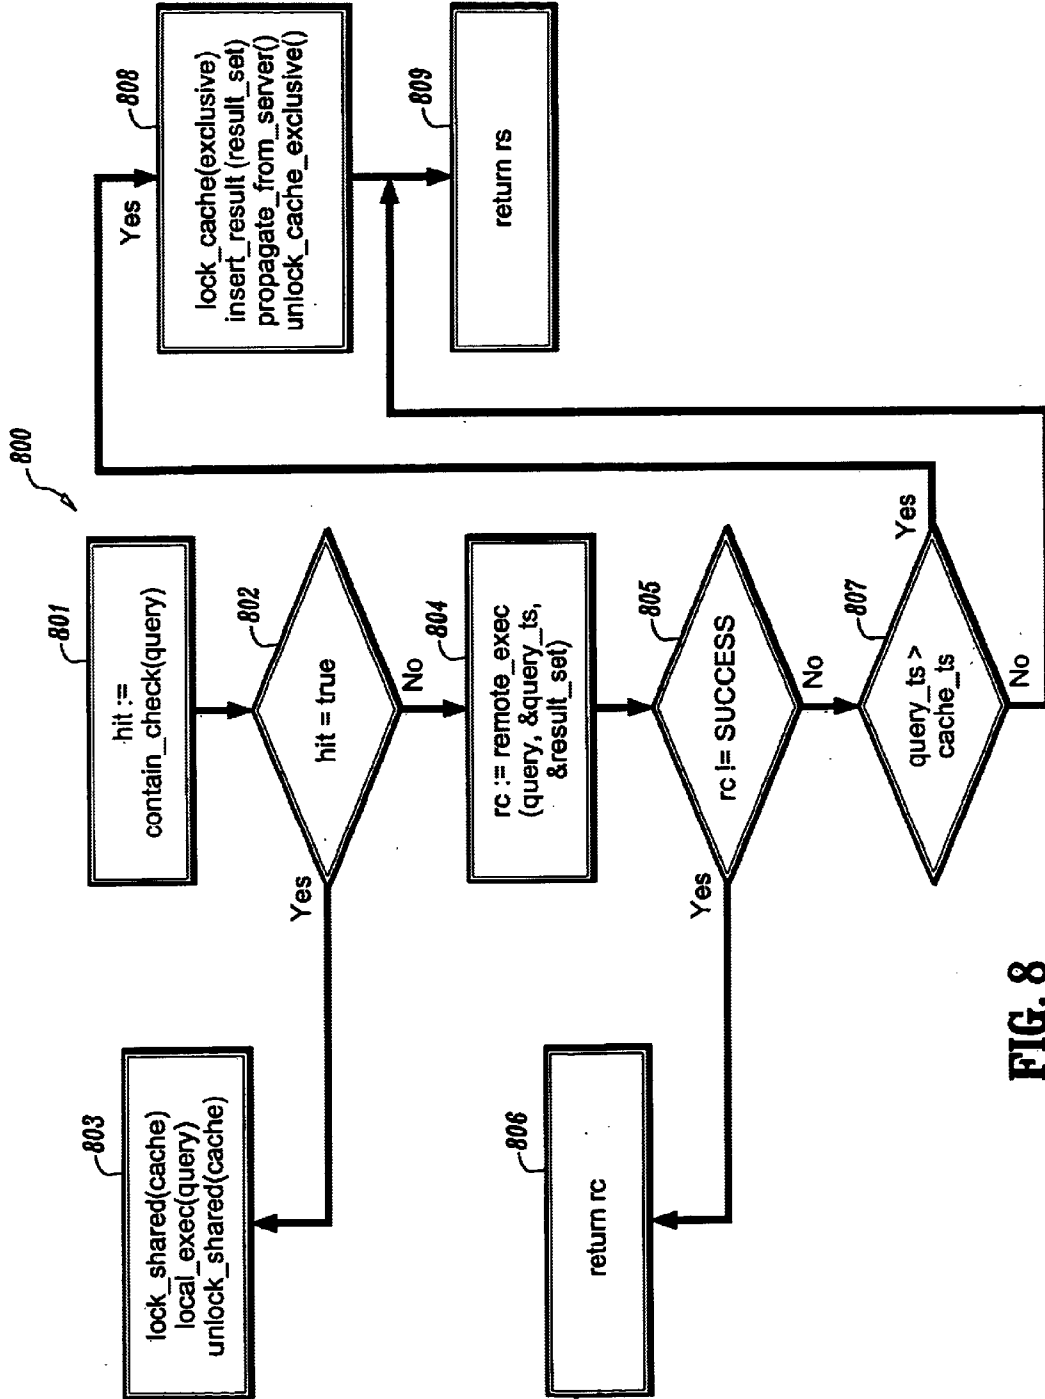 800
801
hit :=
contain_check(query)
802
hit = true
Yes
No
803
lock_shared(cache)
local_exec(query)
unlock_shared(cache)
804
rc := remote_exec
(query, &query_ts,
&result_set)
805
rc != SUCCESS
Yes
No
806
return rc
807
query_ts >
cache_ts
Yes
No
Yes
808
lock_cache(exclusive)
insert_result (result_set)
propagate_from_server()
unlock_cache_exclusive()
809
return rs
FIG. 8